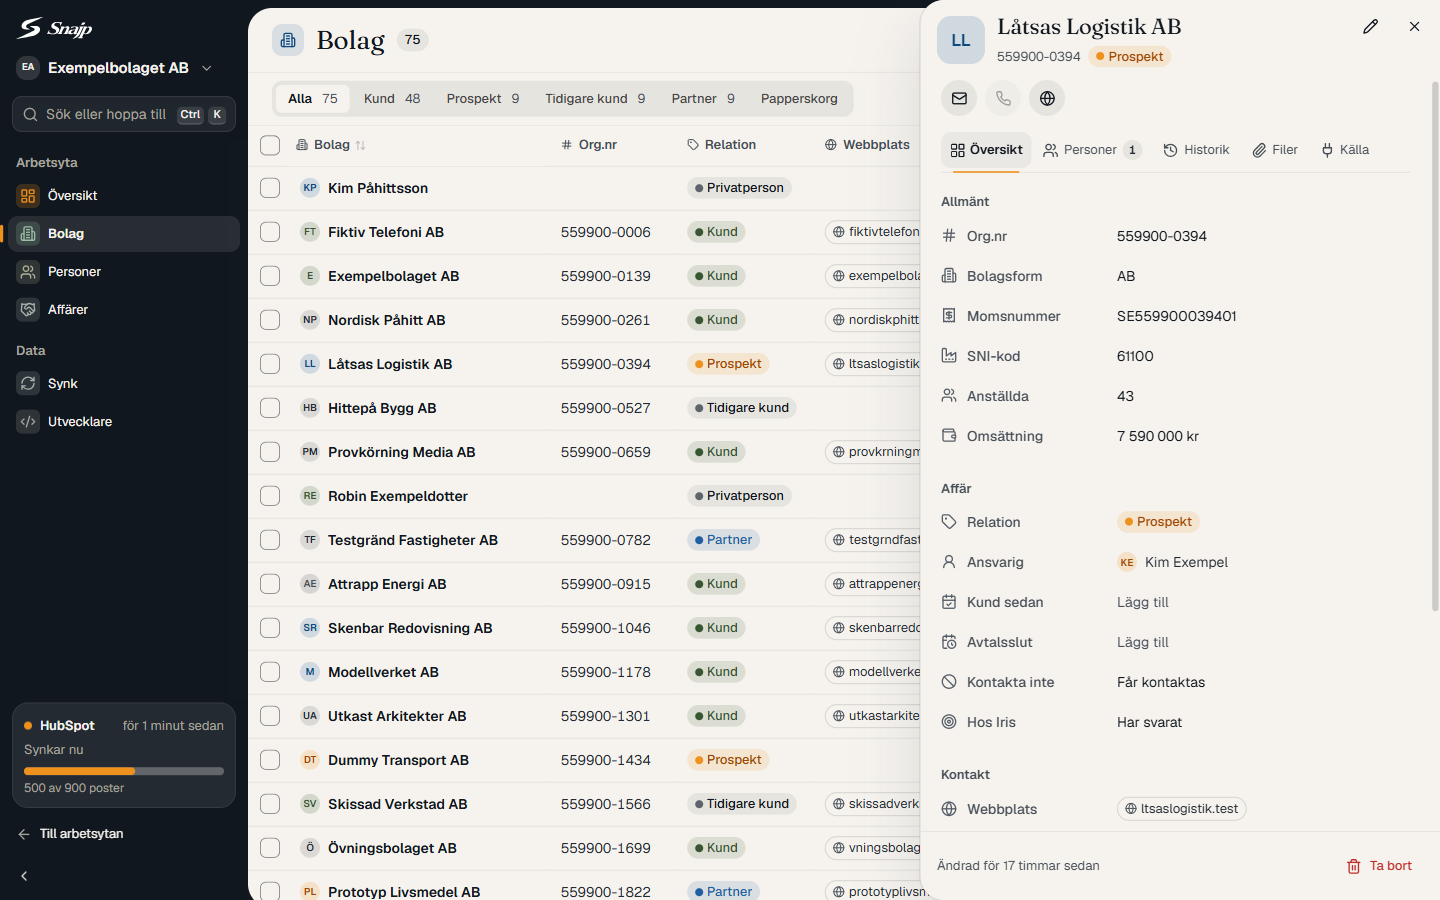 Snajp
EA Exempelbolaget AB
Sök eller hoppa till Ctrl K
Arbetsyta
Översikt
Bolag
Personer
Affärer
Data
Synk
Utvecklare
HubSpot för 1 minut sedan
Synkar nu
500 av 900 poster
Till arbetsytan
Bolag 75
Alla 75 Kund 48 Prospekt 9 Tidigare kund 9 Partner 9 Papperskorg
Bolag Org.nr Relation Webbplats
KP Kim Påhittsson Privatperson
FT Fiktiv Telefoni AB 559900-0006 Kund fiktivtelefon
E Exempelbolaget AB 559900-0139 Kund exempelbola
NP Nordisk Påhitt AB 559900-0261 Kund nordiskphitt
LL Låtsas Logistik AB 559900-0394 Prospekt ltsaslogistik
HB Hittepå Bygg AB 559900-0527 Tidigare kund
PM Provkörning Media AB 559900-0659 Kund provkrningm
RE Robin Exempeldotter Privatperson
TF Testgränd Fastigheter AB 559900-0782 Partner testgrndfast
AE Attrapp Energi AB 559900-0915 Kund attrappenerg
SR Skenbar Redovisning AB 559900-1046 Kund skenbarredo
M Modellverket AB 559900-1178 Kund modellverke
UA Utkast Arkitekter AB 559900-1301 Kund utkastarkite
DT Dummy Transport AB 559900-1434 Prospekt
SV Skissad Verkstad AB 559900-1566 Tidigare kund skissadverk
Ö Övningsbolaget AB 559900-1699 Kund vningsbolag
PL Prototyp Livsmedel AB 559900-1822 Partner prototyplivsm
LL Låtsas Logistik AB
559900-0394 Prospekt
Översikt Personer 1 Historik Filer Källa
Allmänt
Org.nr 559900-0394
Bolagsform AB
Momsnummer SE559900039401
SNI-kod 61100
Anställda 43
Omsättning 7 590 000 kr
Affär
Relation Prospekt
Ansvarig KE Kim Exempel
Kund sedan Lägg till
Avtalsslut Lägg till
Kontakta inte Får kontaktas
Hos Iris Har svarat
Kontakt
Webbplats ltsaslogistik.test
Ändrad för 17 timmar sedan Ta bort